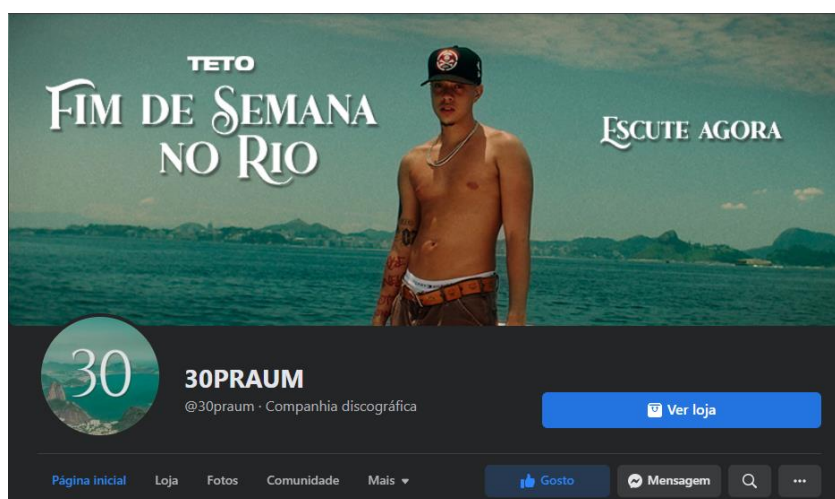 TETO
FIM DE SEMANA
NO RIO
ESCUTE AGORA
30
30PRAUM
@30praum · Companhia discográfica
Ver loja
Página inicial
Loja
Fotos
Comunidade
Mais
Gosto
Mensagem